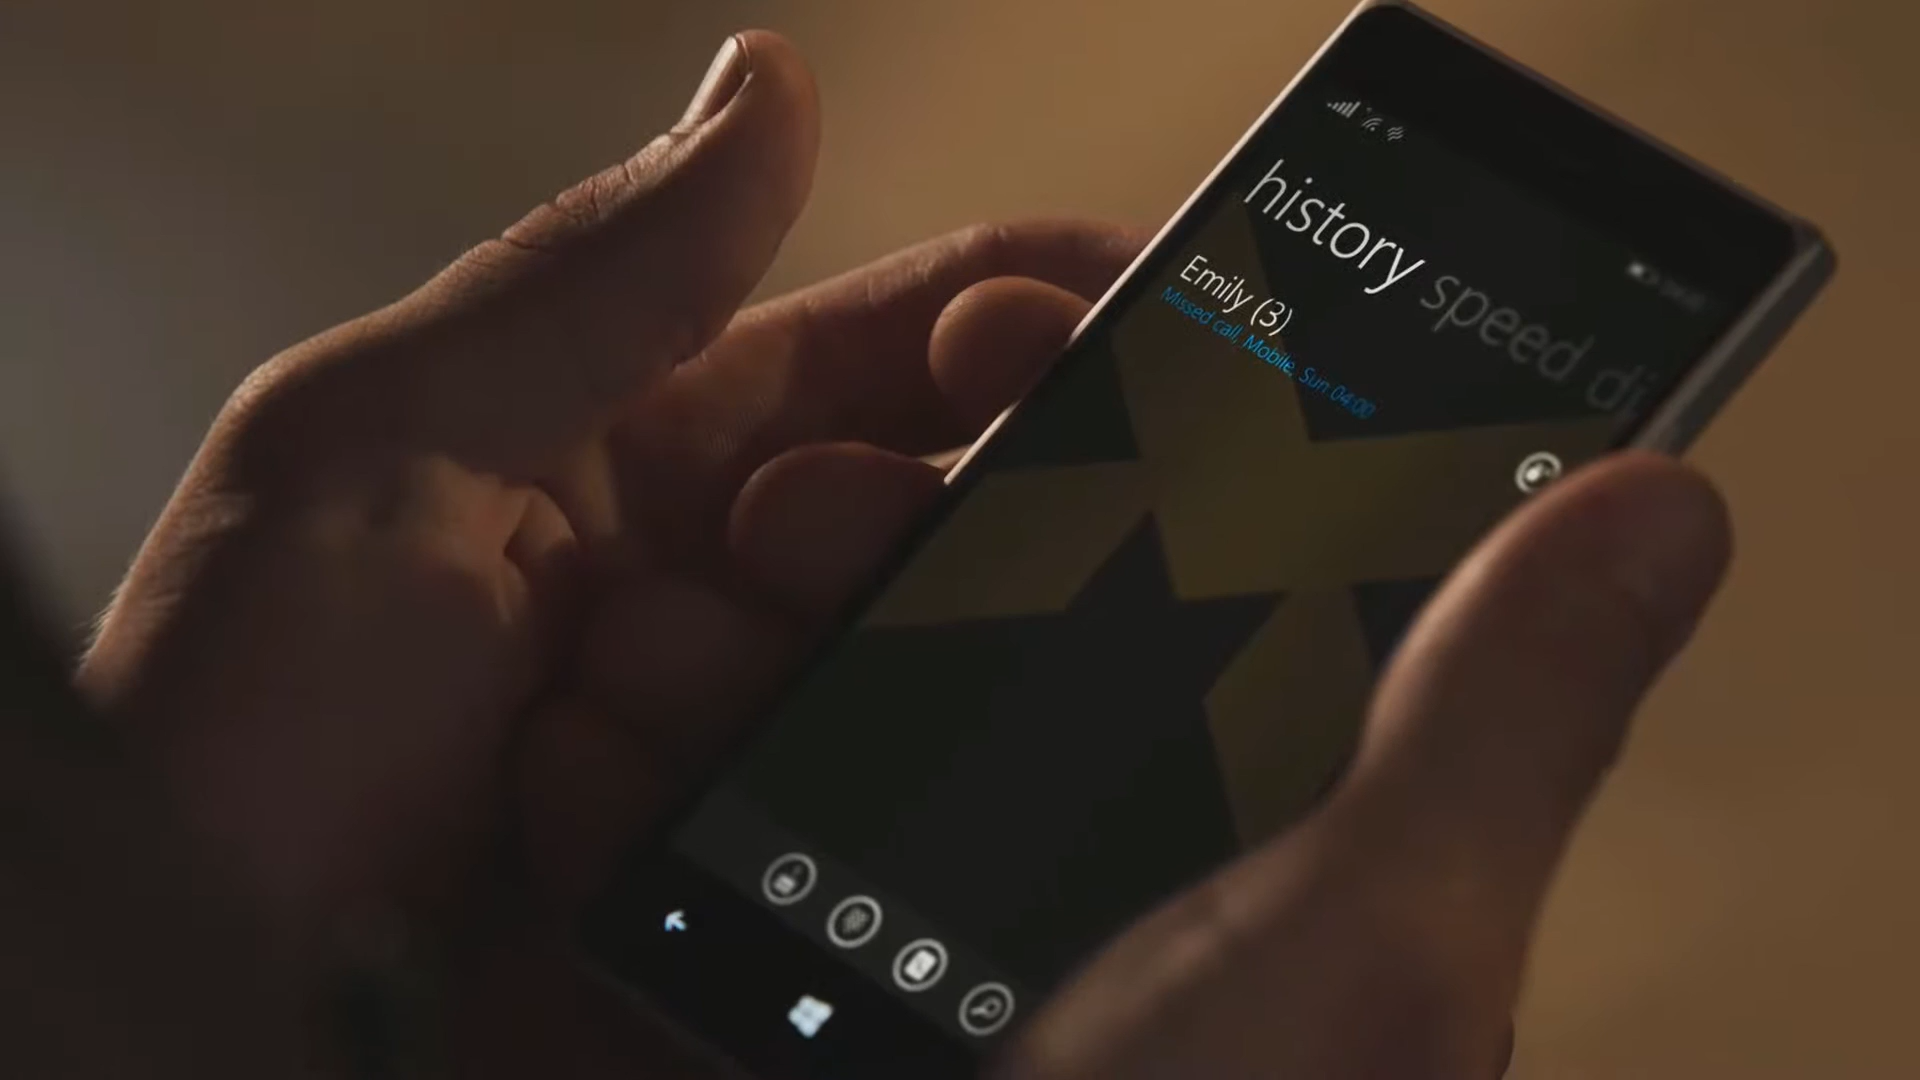 history speed di
Emily (3)
Missed call, Mobile, Sun 04:00